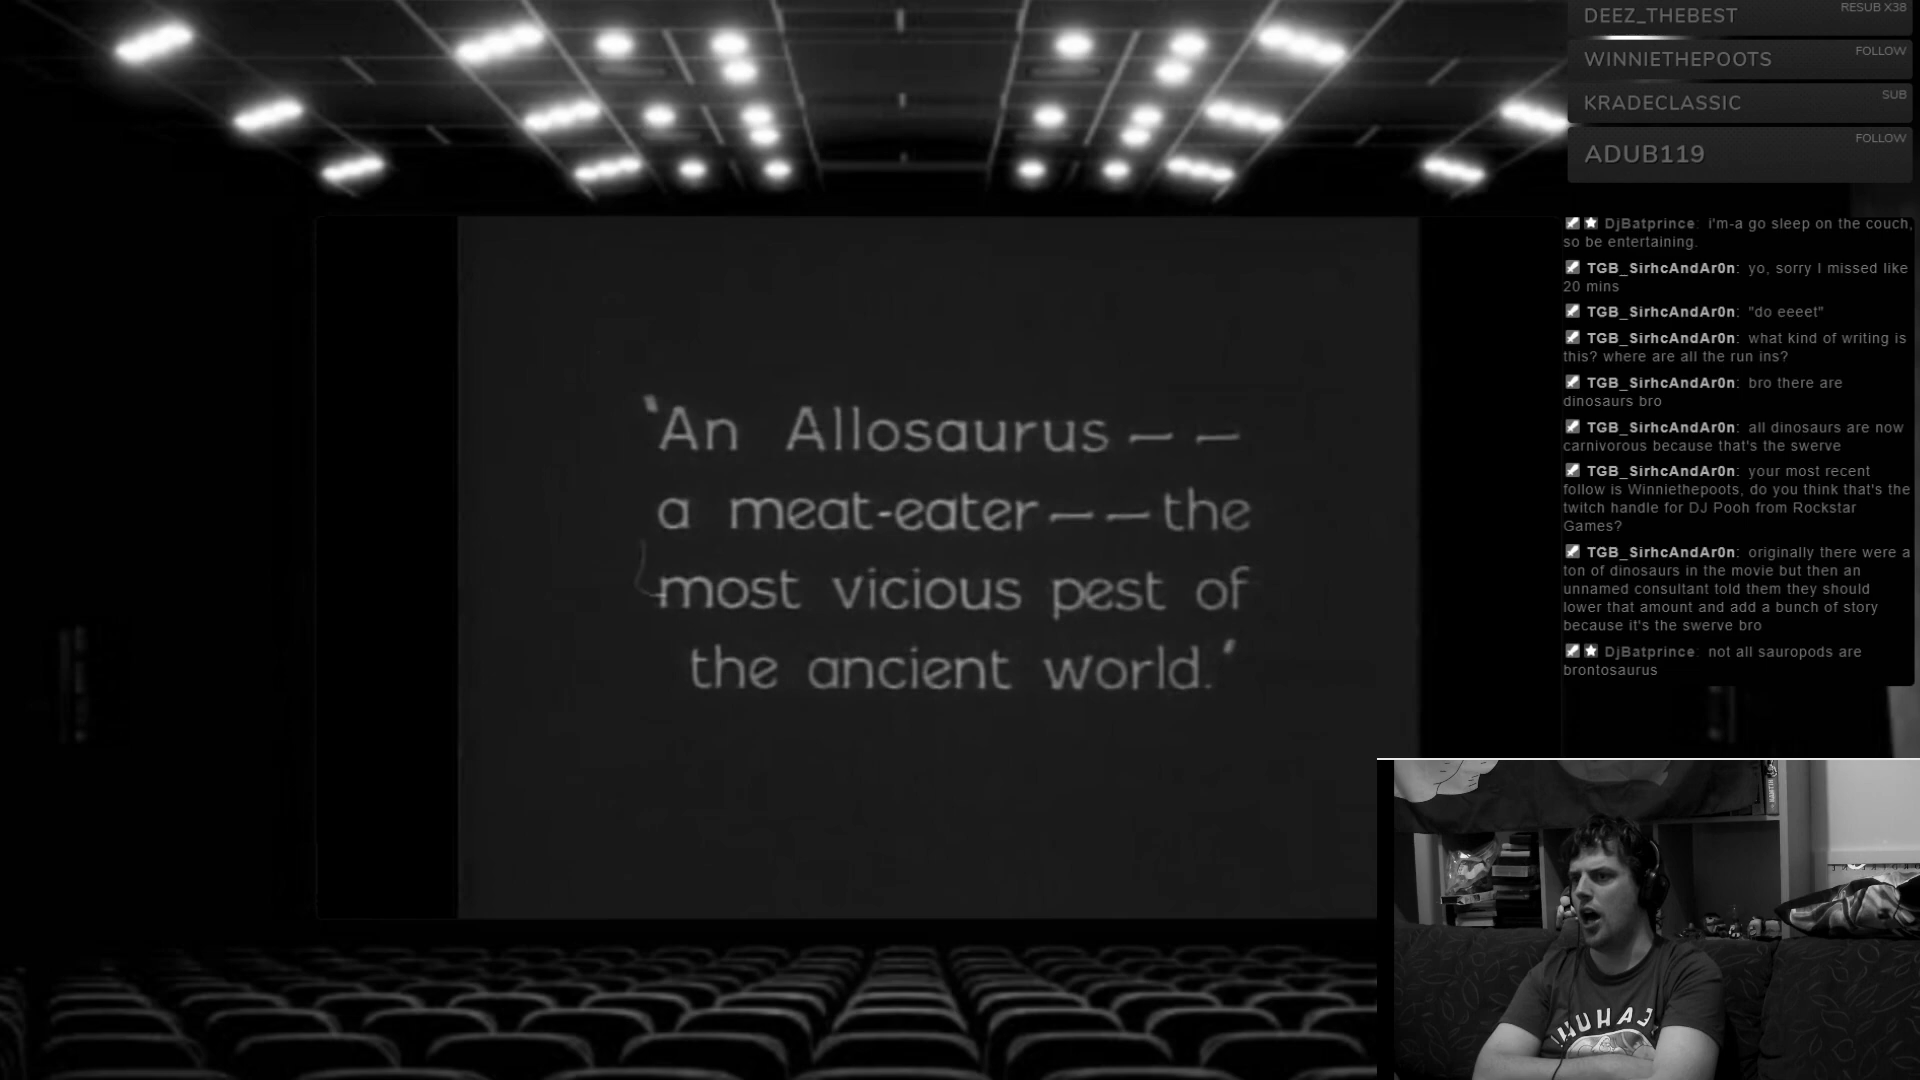 DEEZ_THEBEST
RESUB X38
WINNIETHEPOOTS
FOLLOW
KRADECLASSIC
SUB
ADUB119
FOLLOW
'An Allosaurus — —
a meat-eater — — the
most vicious pest of
the ancient world.'
DjBatprince: i'm-a go sleep on the couch,
so be entertaining.
TGB_SirhcAndAr0n: yo, sorry I missed like
20 mins
TGB_SirhcAndAr0n: "do eeeet"
TGB_SirhcAndAr0n: what kind of writing is
this? where are all the run ins?
TGB_SirhcAndAr0n: bro there are
dinosaurs bro
TGB_SirhcAndAr0n: all dinosaurs are now
carnivorous because that's the swerve
TGB_SirhcAndAr0n: your most recent
follow is Winniethepoots, do you think that's the
twitch handle for DJ Pooh from Rockstar
Games?
TGB_SirhcAndAr0n: originally there were a
ton of dinosaurs in the movie but then an
unnamed consultant told them they should
lower that amount and add a bunch of story
because it's the swerve bro
DjBatprince: not all sauropods are
brontosaurus